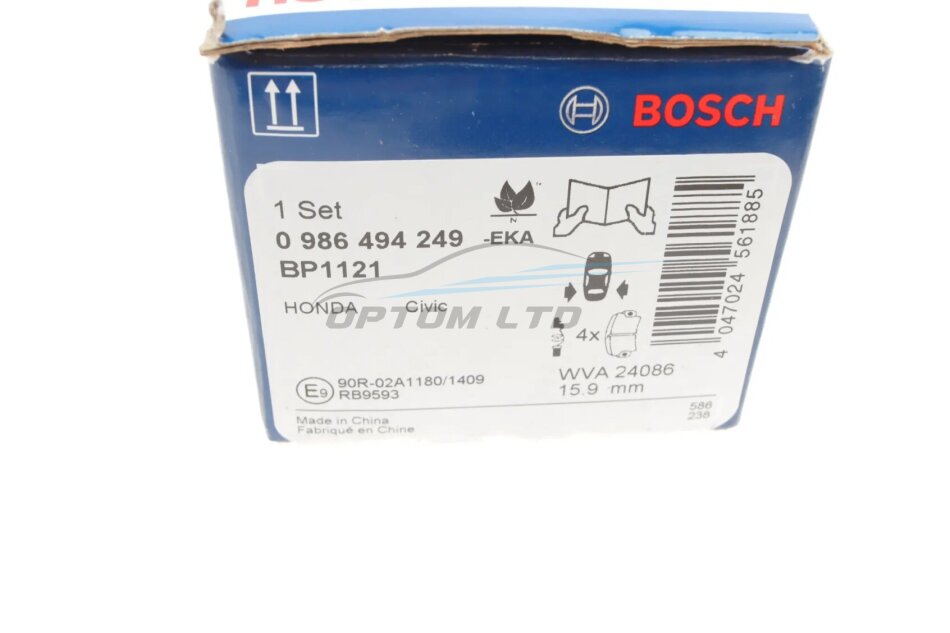 BOSCH
1 Set
0 986 494 249 -EKA
BP1121
HONDA Civic
OPTOM LTD
4x
E9 90R-02A1180/1409
RB9593
WVA 24086
15.9 mm
Made in China
Fabriqué en Chine
586
238
4 047024 561885